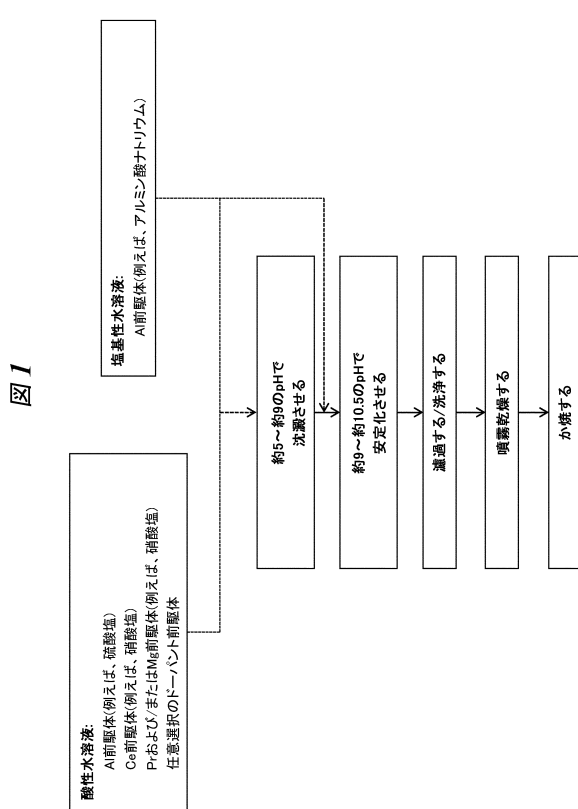 図1
酸性水溶液:
Al前駆体(例えば、硫酸塩)
Ce前駆体(例えば、硝酸塩)
Prおよび/またはMg前駆体(例えば、硝酸塩)
任意選択のドーパント前駆体
塩基性水溶液:
Al前駆体(例えば、アルミン酸ナトリウム)
約5～約9のpHで
沈澱させる
約9～約10.5のpHで
安定化させる
濾過する/洗浄する
噴霧乾燥する
か焼する